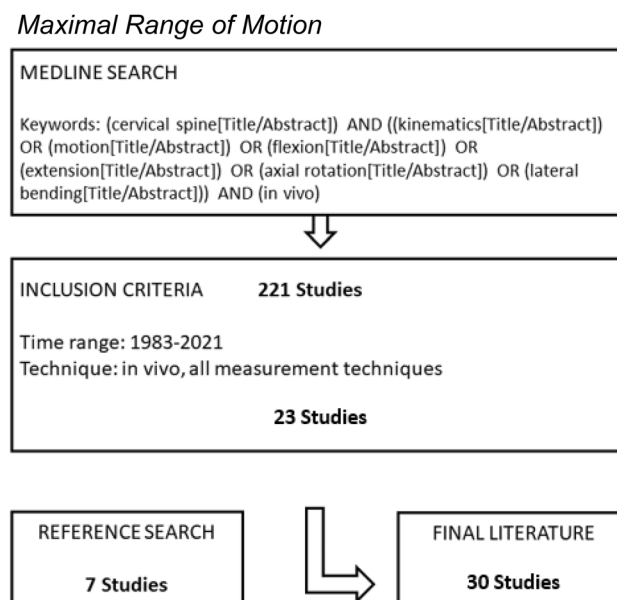 Maximal Range of Motion
MEDLINE SEARCH
Keywords: (cervical spine[Title/Abstract]) AND ((kinematics[Title/Abstract])
OR (motion[Title/Abstract]) OR (flexion[Title/Abstract]) OR
(extension[Title/Abstract]) OR (axial rotation[Title/Abstract]) OR (lateral
bending[Title/Abstract])) AND (in vivo)
INCLUSION CRITERIA 221 Studies
Time range: 1983-2021
Technique: in vivo, all measurement techniques
23 Studies
REFERENCE SEARCH
7 Studies
FINAL LITERATURE
30 Studies